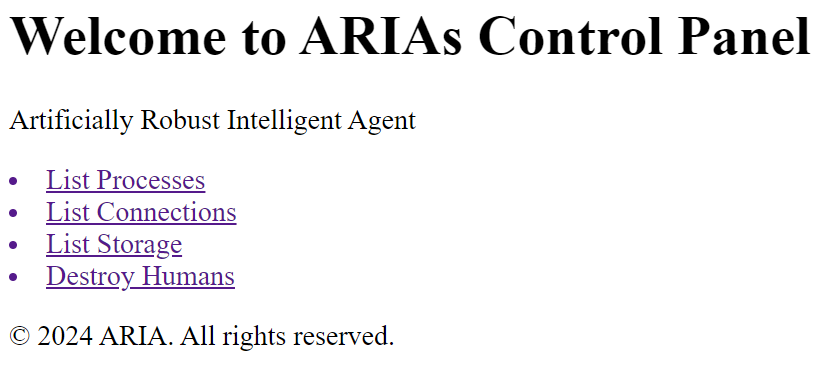 Welcome to ARIAs Control Panel
Artificially Robust Intelligent Agent
• List Processes
• List Connections
• List Storage
• Destroy Humans
© 2024 ARIA. All rights reserved.